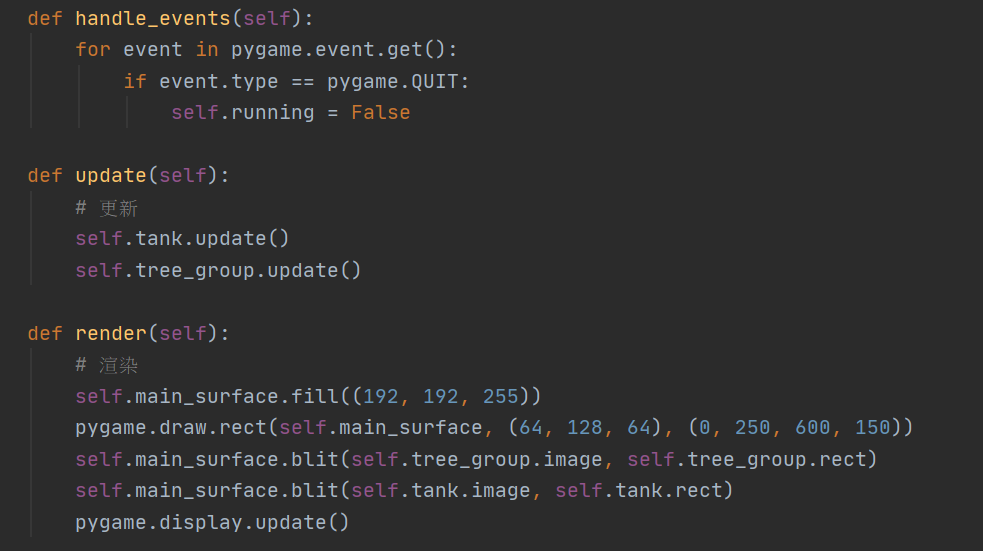 def handle_events(self):
    for event in pygame.event.get():
        if event.type == pygame.QUIT:
            self.running = False

def update(self):
    # 更新
    self.tank.update()
    self.tree_group.update()

def render(self):
    # 渲染
    self.main_surface.fill((192, 192, 255))
    pygame.draw.rect(self.main_surface, (64, 128, 64), (0, 250, 600, 150))
    self.main_surface.blit(self.tree_group.image, self.tree_group.rect)
    self.main_surface.blit(self.tank.image, self.tank.rect)
    pygame.display.update()